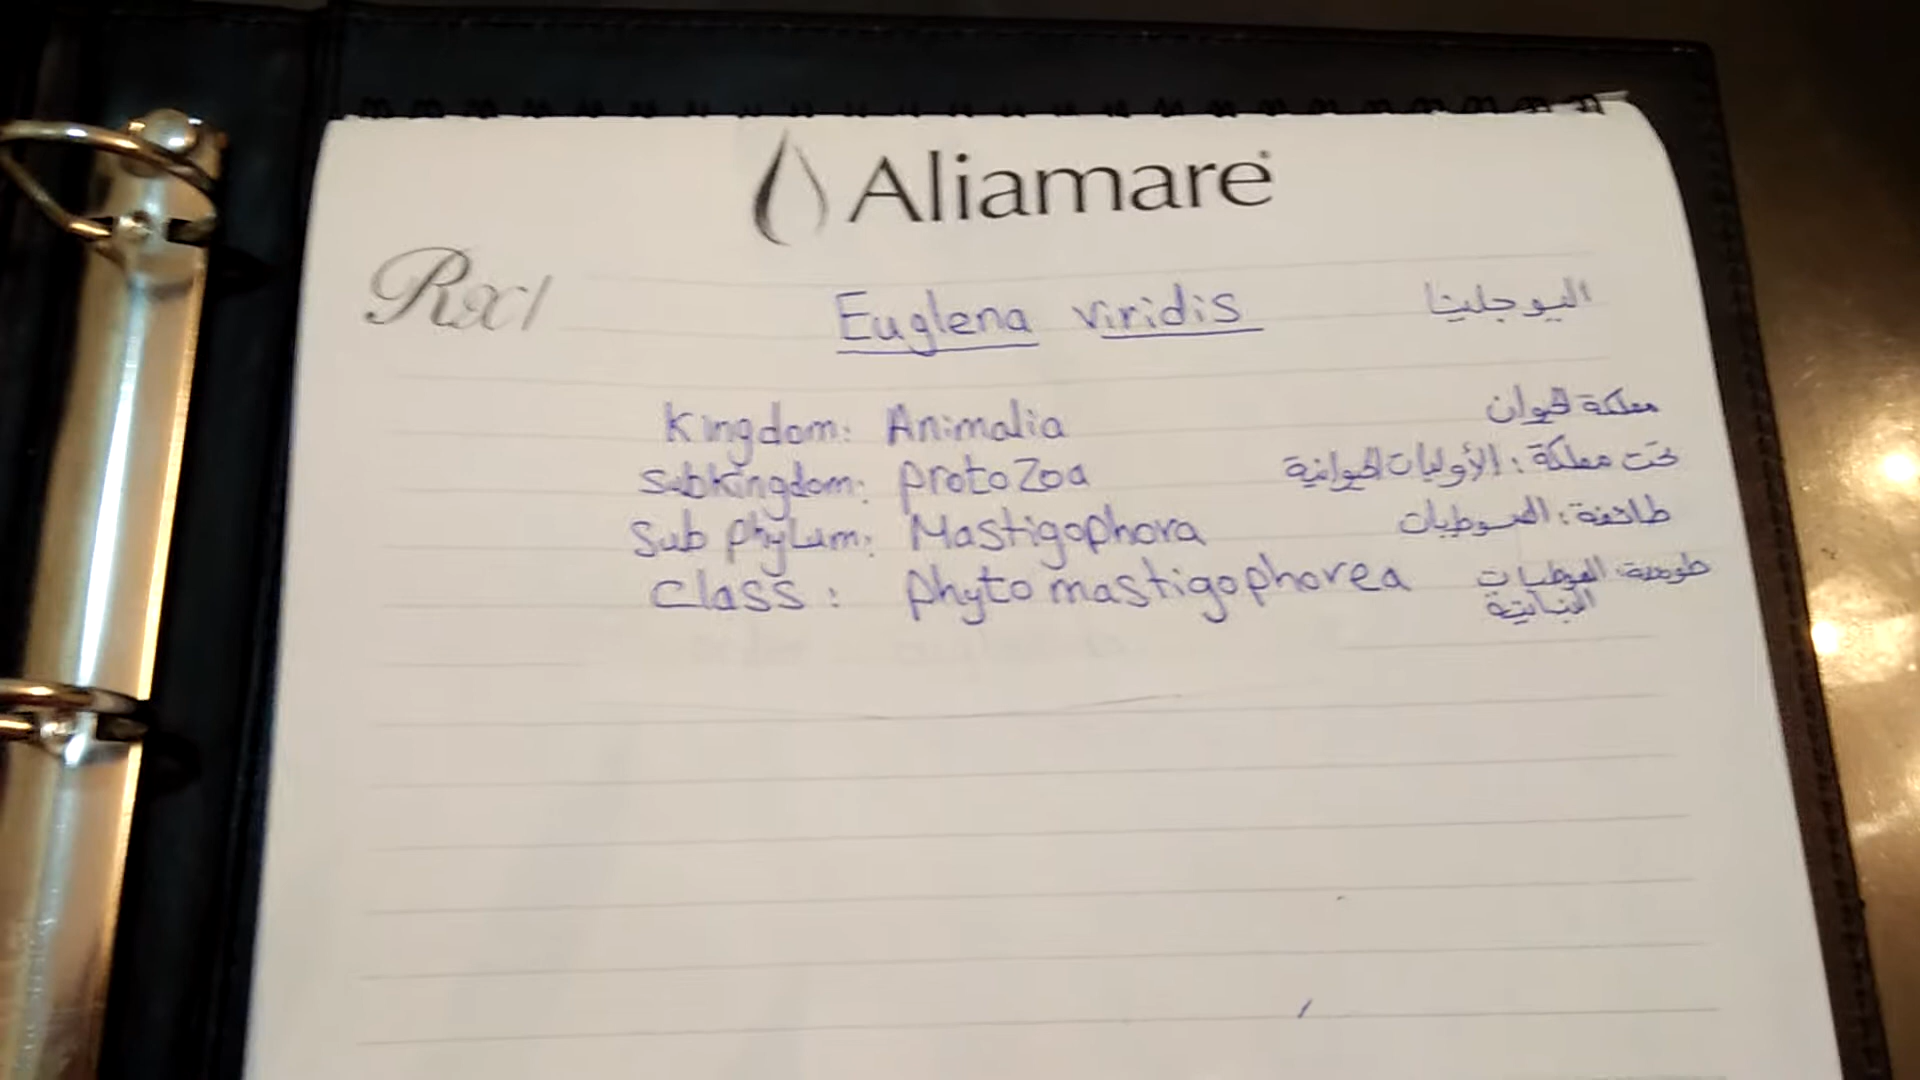 Aliamare
Rx/
Euglena viridis اليوجلينا
Kingdom: Animalia مملكة الحيوان
Subkingdom: protozoa تحت مملكة: الأوليات الحيوانية
Sub phylum: Mastigophora طائفة: السوطيات
Class: phyto mastigophorea طويئفة: السوطيات
النباتية